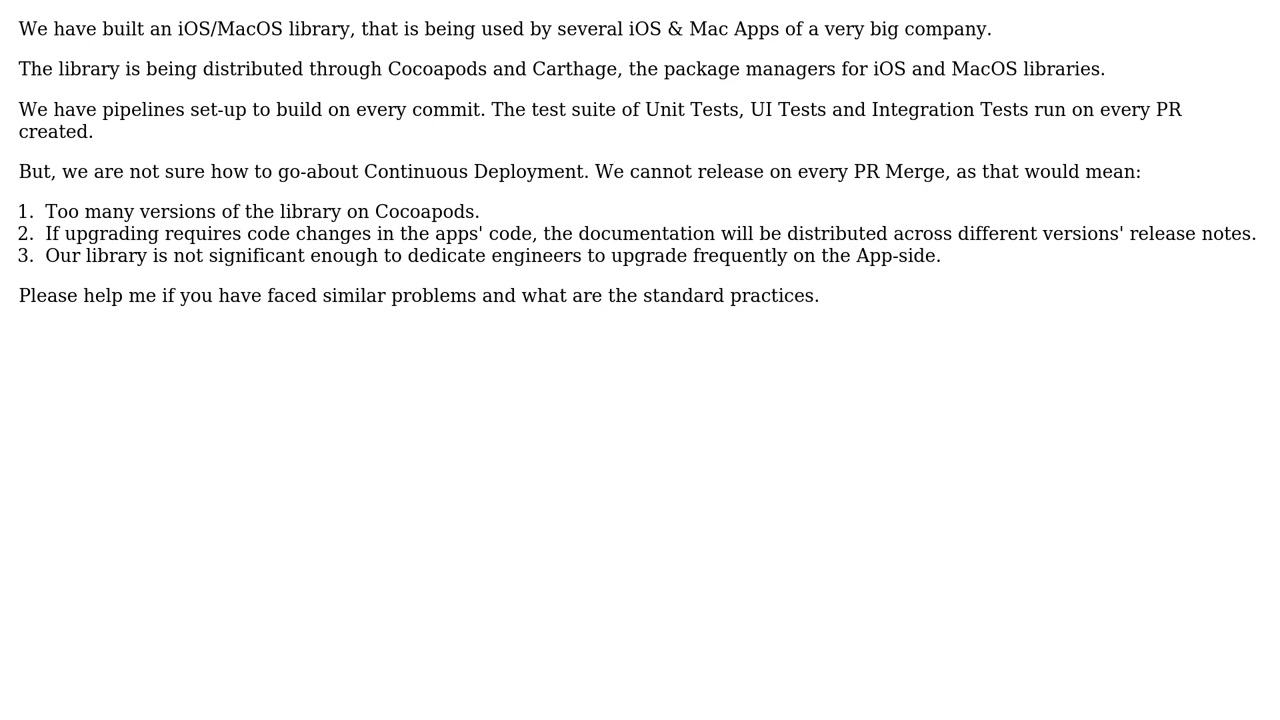 We have built an iOS/MacOS library, that is being used by several iOS & Mac Apps of a very big company.
The library is being distributed through Cocoapods and Carthage, the package managers for iOS and MacOS libraries.
We have pipelines set-up to build on every commit. The test suite of Unit Tests, UI Tests and Integration Tests run on every PR
created.
But, we are not sure how to go-about Continuous Deployment. We cannot release on every PR Merge, as that would mean:
1. Too many versions of the library on Cocoapods.
2. If upgrading requires code changes in the apps' code, the documentation will be distributed across different versions' release notes.
3. Our library is not significant enough to dedicate engineers to upgrade frequently on the App-side.
Please help me if you have faced similar problems and what are the standard practices.